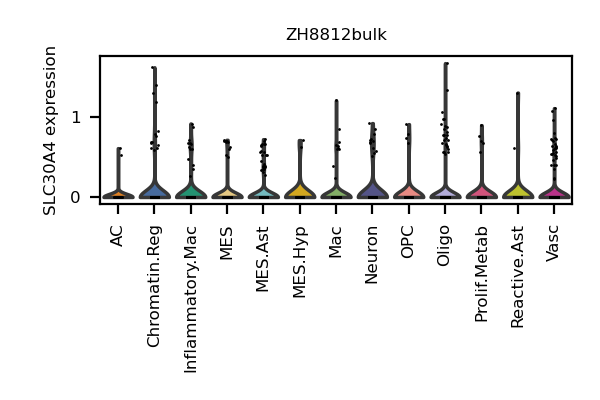 ZH8812bulk
SLC30A4 expression
1
0
AC
Chromatin.Reg
Inflammatory.Mac
MES
MES.Ast
MES.Hyp
Mac
Neuron
OPC
Oligo
Prolif.Metab
Reactive.Ast
Vasc